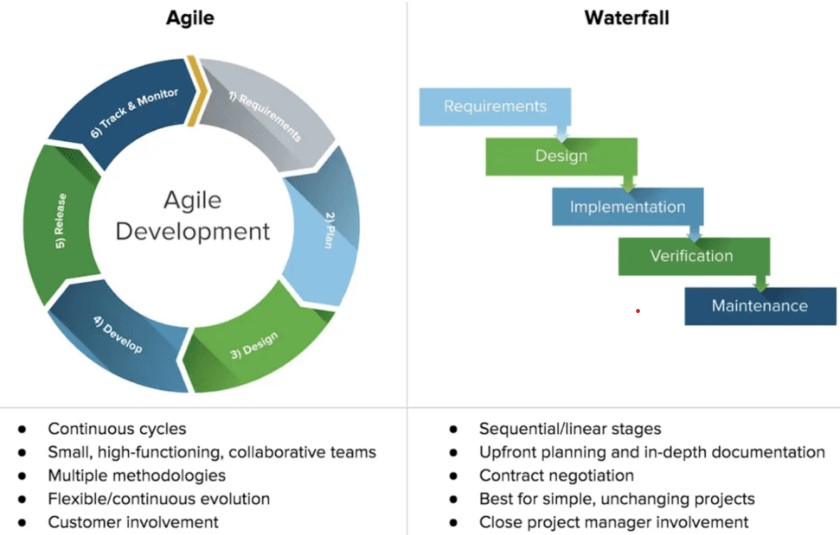 Agile
Waterfall
1) Requirements
2) Plan
3) Design
4) Develop
5) Release
6) Track & Monitor
Agile
Development
Requirements
Design
Implementation
Verification
Maintenance
● Continuous cycles
● Small, high-functioning, collaborative teams
● Multiple methodologies
● Flexible/continuous evolution
● Customer involvement
● Sequential/linear stages
● Upfront planning and in-depth documentation
● Contract negotiation
● Best for simple, unchanging projects
● Close project manager involvement